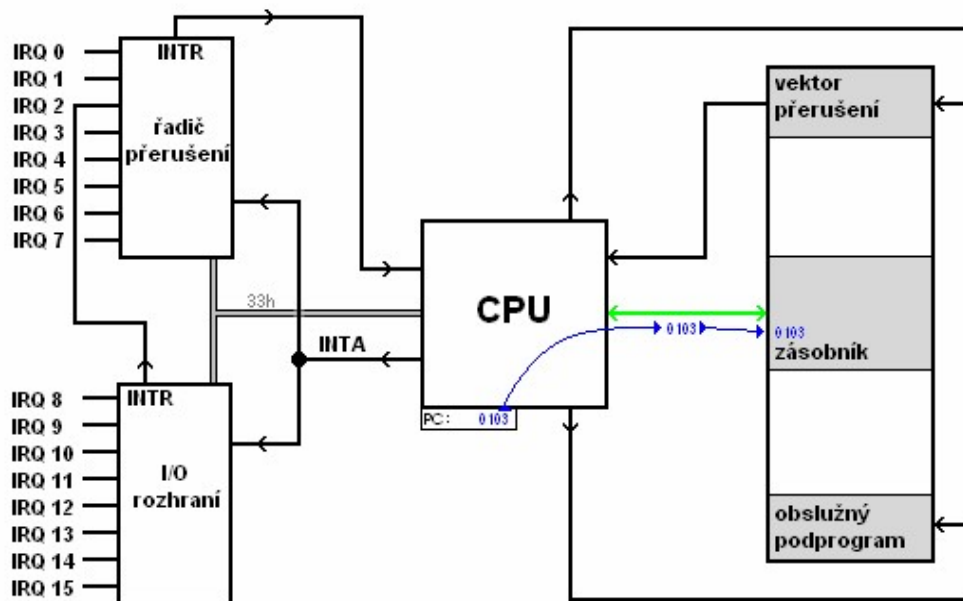 INTR
IRQ 0
IRQ 1
IRQ 2
IRQ 3
IRQ 4
IRQ 5
IRQ 6
IRQ 7
řadič
přerušení
33h
INTA
CPU
PC: 0103
0103
vektor
přerušení
0103
zásobník
obslužný
podprogram
INTR
IRQ 8
IRQ 9
IRQ 10
IRQ 11
IRQ 12
IRQ 13
IRQ 14
IRQ 15
I/O
rozhraní